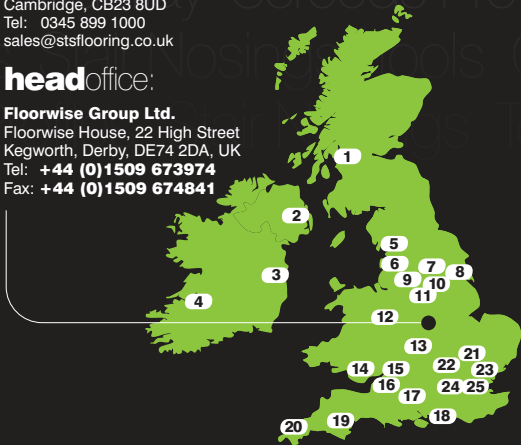 Cambridge, CB23 8UD
Tel: 0345 899 1000
sales@stsflooring.co.uk
headoffice:
Floorwise Group Ltd.
Floorwise House, 22 High Street
Kegworth, Derby, DE74 2DA, UK
Tel: +44 (0)1509 673974
Fax: +44 (0)1509 674841
1
2
3
4
5
6
7
8
9
10
11
12
13
14
15
16
17
18
19
20
21
22
23
24
25